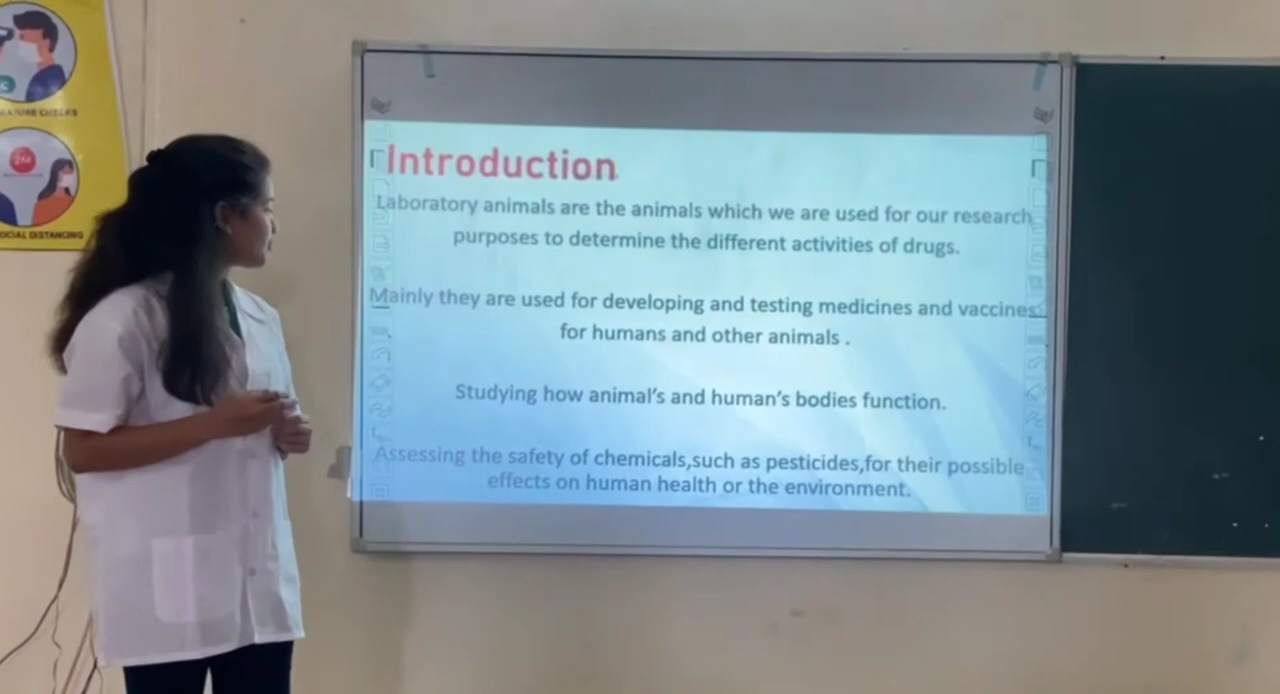 2M
SOCIAL DISTANCING
Introduction
Laboratory animals are the animals which we are used for our research
purposes to determine the different activities of drugs.
Mainly they are used for developing and testing medicines and vaccines
for humans and other animals .
Studying how animal’s and human’s bodies function.
Assessing the safety of chemicals,such as pesticides,for their possible
effects on human health or the environment.